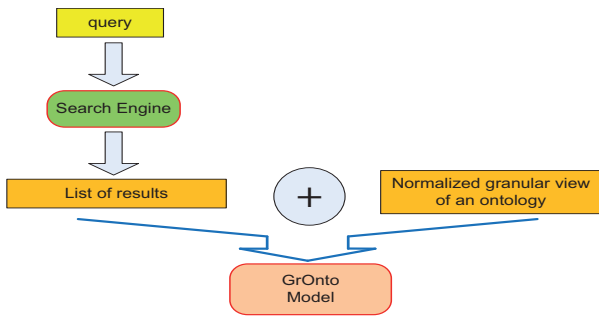 query
Search Engine
List of results
+
Normalized granular view
of an ontology
GrOnto
Model